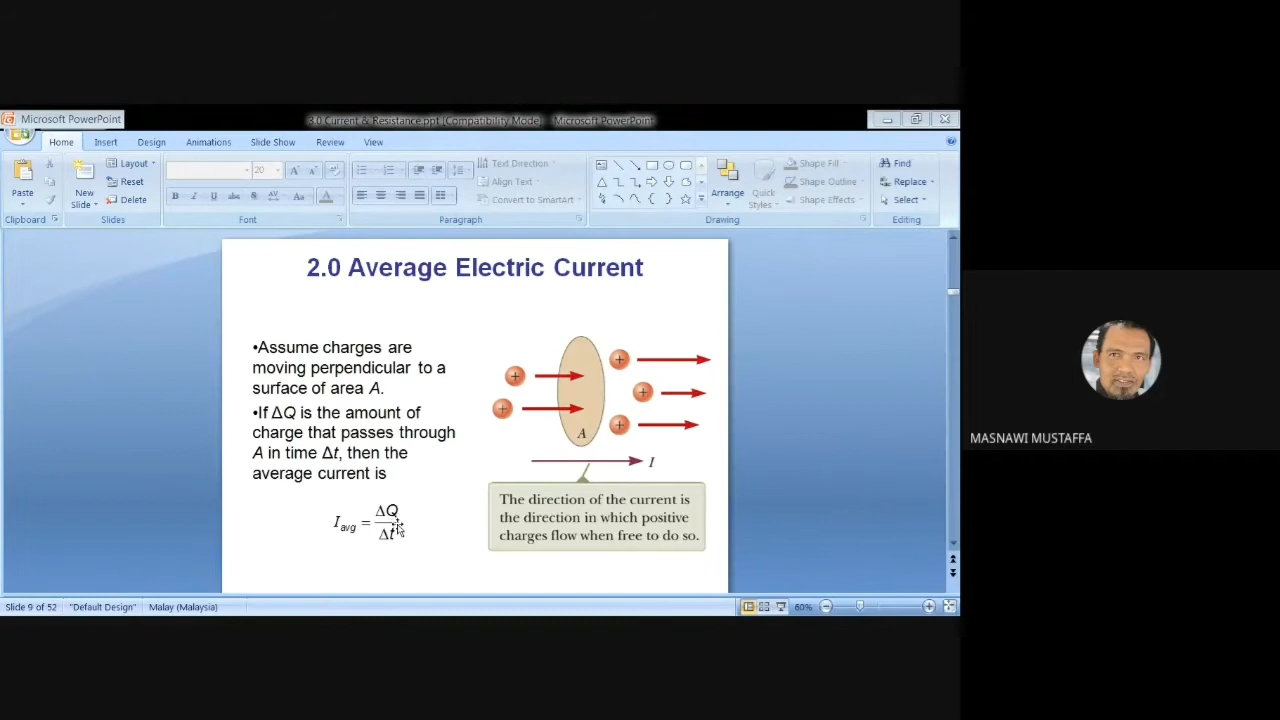 Microsoft PowerPoint
3.0 Current & Resistance.ppt [Compatibility Mode] - Microsoft PowerPoint
Home Insert Design Animations Slide Show Review View
Paste
Clipboard
New
Slide
Layout
Reset
Delete
Slides
20
B I U abc S AV Aa A
Font
Text Direction
Align Text
Convert to SmartArt
Paragraph
Arrange
Quick
Styles
Shape Fill
Shape Outline
Shape Effects
Drawing
Find
Replace
Select
Editing
2.0 Average Electric Current
•Assume charges are
moving perpendicular to a
surface of area A.
•If ΔQ is the amount of
charge that passes through
A in time Δt, then the
average current is
I avg = ΔQ / Δt
+ + + + +
A
I
The direction of the current is
the direction in which positive
charges flow when free to do so.
MASNAWI MUSTAFFA
Slide 9 of 52 "Default Design" Malay (Malaysia) 60%